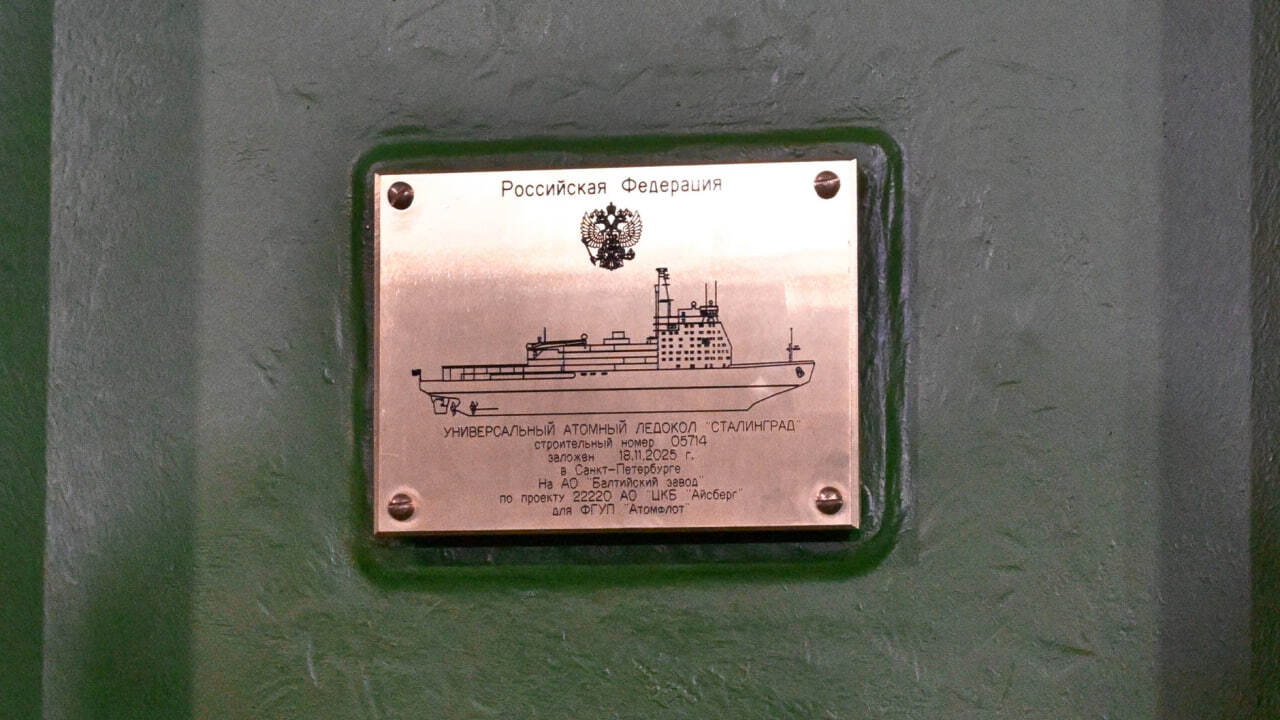 Российская Федерация
УНИВЕРСАЛЬНЫЙ АТОМНЫЙ ЛЕДОКОЛ "СТАЛИНГРАД"
строительный номер 05714
заложен 18.11.2025 г.
в Санкт-Петербурге
На АО "Балтийский завод"
по проекту 22220 АО "ЦКБ "Айсберг"
для ФГУП "Атомфлот"